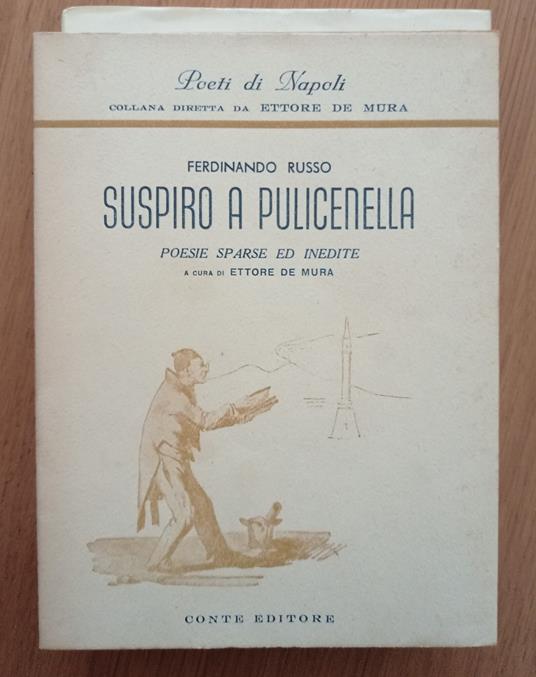 Poeti di Napoli
COLLANA DIRETTA DA ETTORE DE MURA
FERDINANDO RUSSO
SUSPIRO A PULICENELLA
POESIE SPARSE ED INEDITE
A CURA DI ETTORE DE MURA
CONTE EDITORE